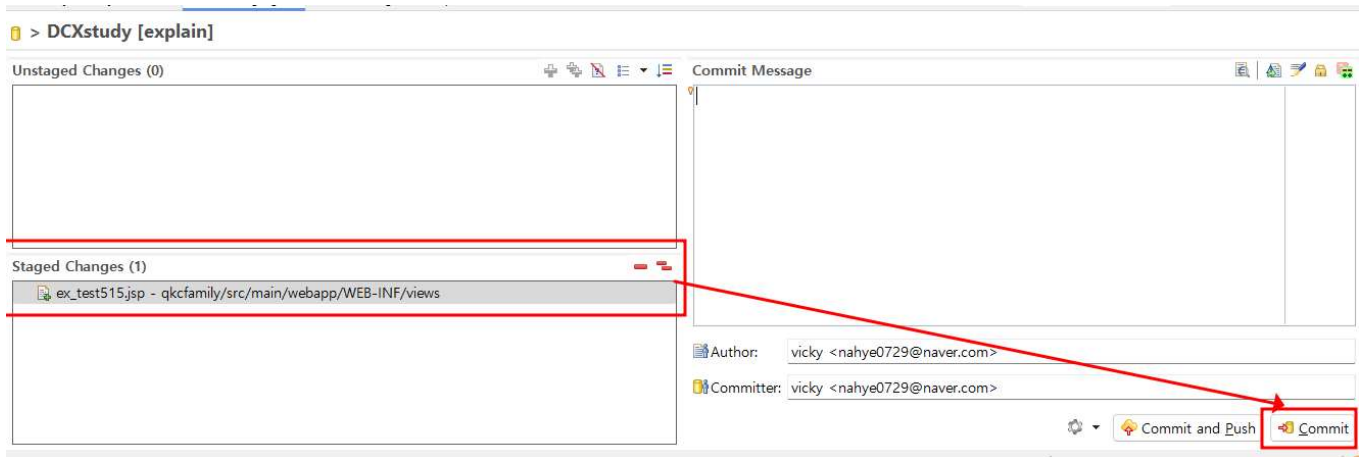 > DCXstudy [explain]
Unstaged Changes (0)
Staged Changes (1)
ex_test515.jsp - qkcfamily/src/main/webapp/WEB-INF/views
Commit Message
Author: vicky <nahye0729@naver.com>
Committer: vicky <nahye0729@naver.com>
Commit and Push
Commit